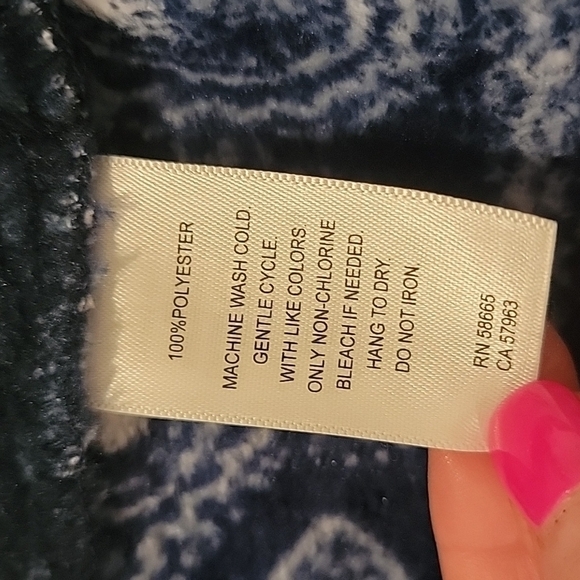 100%POLYESTER
MACHINE WASH COLD.
GENTLE CYCLE.
WITH LIKE COLORS
ONLY NON-CHLORINE
BLEACH IF NEEDED.
HANG TO DRY.
DO NOT IRON.
RN 58665
CA 57963